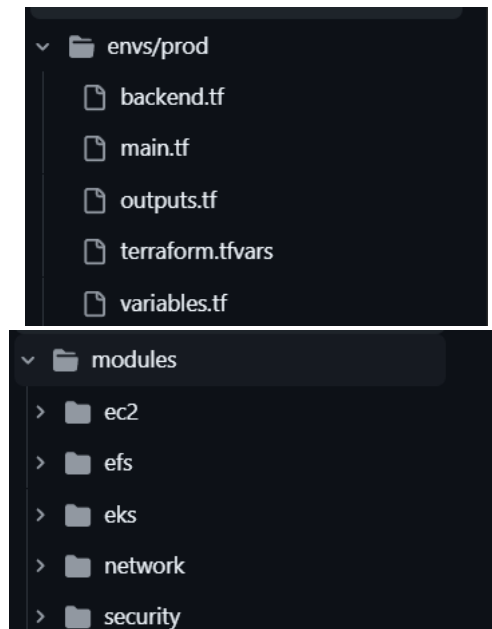 envs/prod
backend.tf
main.tf
outputs.tf
terraform.tfvars
variables.tf
modules
ec2
efs
eks
network
security